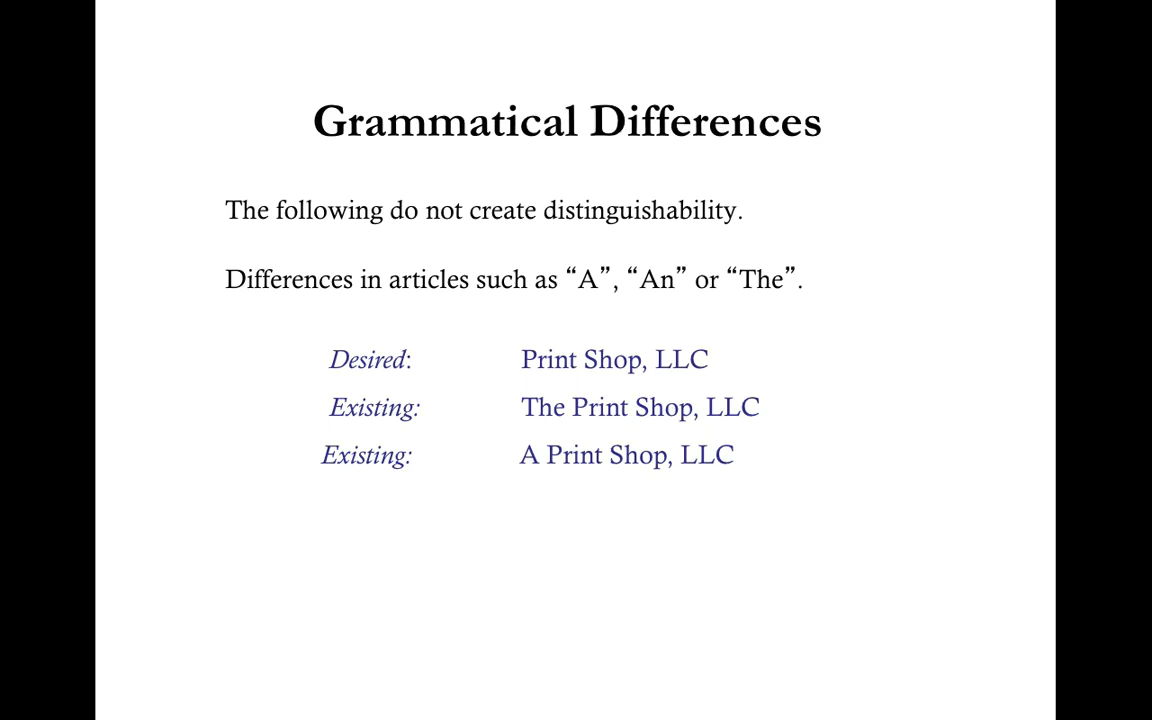 Grammatical Differences
The following do not create distinguishability.
Differences in articles such as “A”, “An” or “The”.
Desired: Print Shop, LLC
Existing: The Print Shop, LLC
Existing: A Print Shop, LLC